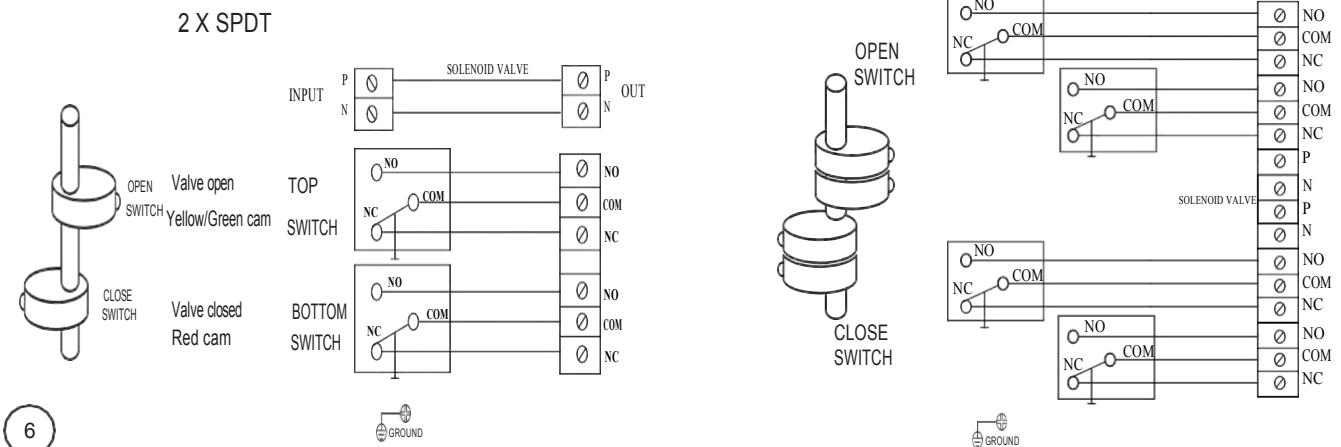 2 X SPDT
INPUT
P
N
SOLENOID VALVE
P
N
OUT
OPEN
SWITCH
Valve open
Yellow/Green cam
TOP
SWITCH
NO
COM
NC
NO
COM
NC
CLOSE
SWITCH
Valve closed
Red cam
BOTTOM
SWITCH
NO
COM
NC
NO
COM
NC
6
GROUND
OPEN
SWITCH
CLOSE
SWITCH
NO
COM
NC
NO
COM
NC
NO
COM
NC
NO
COM
NC
P
N
SOLENOID VALVE
P
N
NO
COM
NC
NO
COM
NC
NO
COM
NC
NO
COM
NC
GROUND